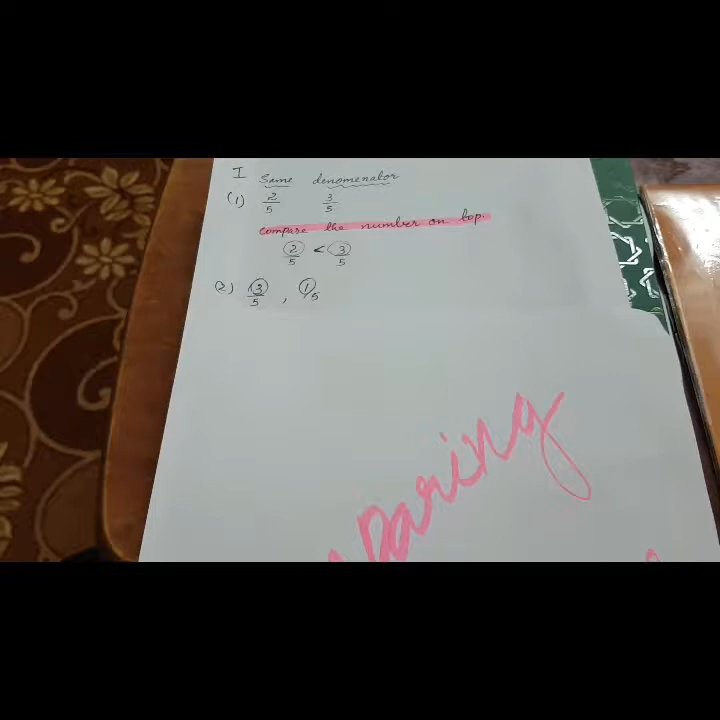 I Same denomenator
(1) 2/5 3/5
compare the number on top.
2/5 < 3/5
(2) 3/5 , 1/5
paring